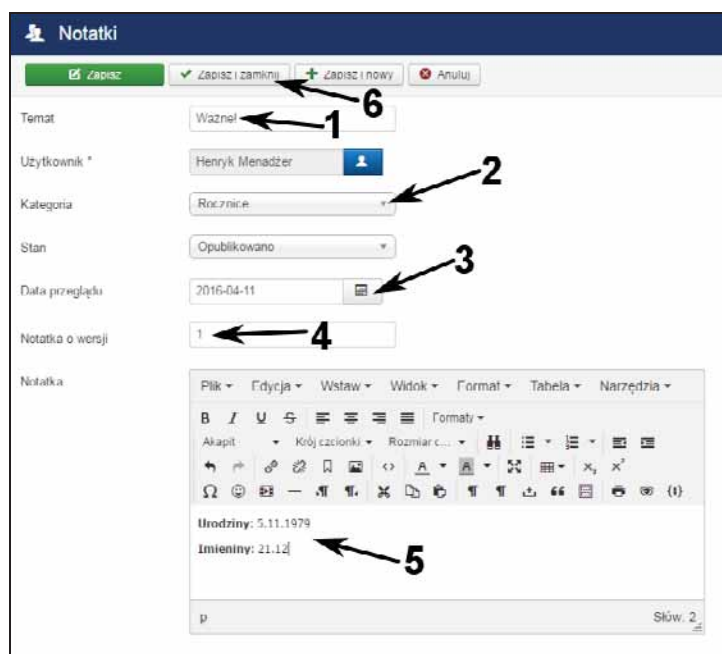 Notatki
Zapisz Zapisz i zamknij Zapisz i nowy Anuluj
6
Temat Ważne! 1
Użytkownik * Henryk Menadżer
2
Kategoria Rocznice
Stan Opublikowano
3
Data przeglądu 2016-04-11
Notatka o wersji 1 4
Notatka
Plik Edycja Wstaw Widok Format Tabela Narzędzia
B I U S Formaty
Akapit Krój czcionki Rozmiar c...
A A x, x²
Ω ¶ ¶ ¶ ¶ {i}
Urodziny: 5.11.1979
Imieniny: 21.12
5
p Słów: 2